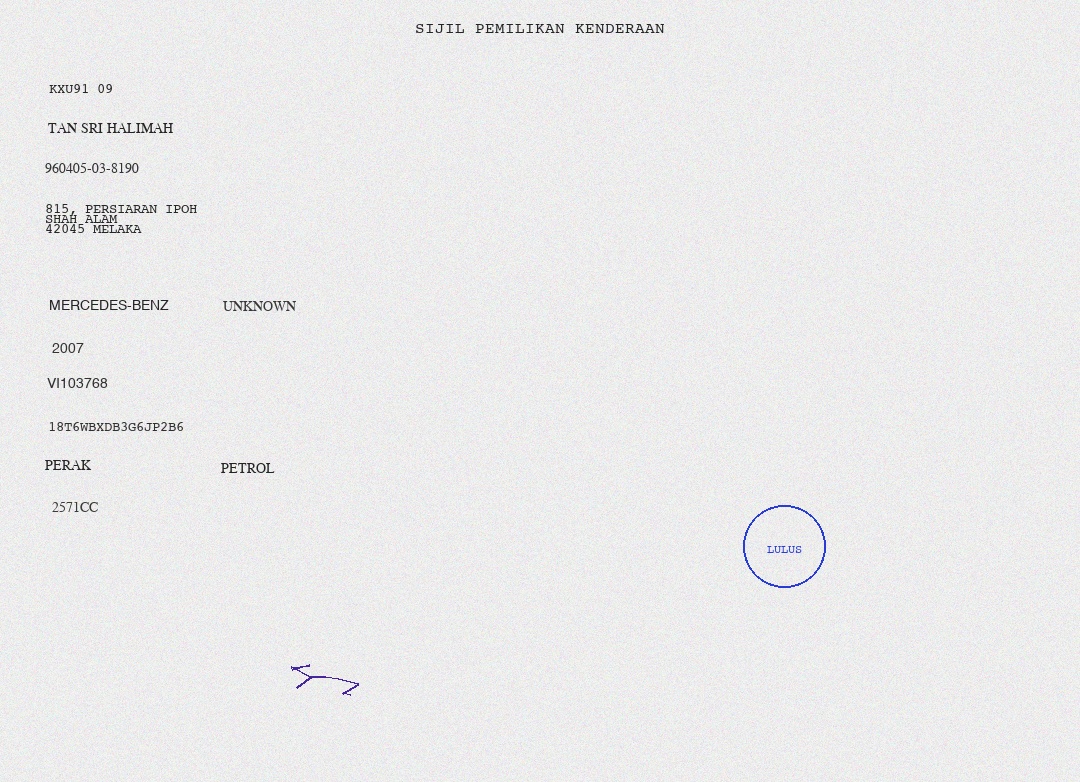 SIJIL PEMILIKAN KENDERAAN
KXU91 09
TAN SRI HALIMAH
960405-03-8190
815, PERSIARAN IPOH
SHAH ALAM
42045 MELAKA
MERCEDES-BENZ UNKNOWN
2007
VI103768
18T6WBXDB3G6JP2B6
PERAK PETROL
2571CC
LULUS